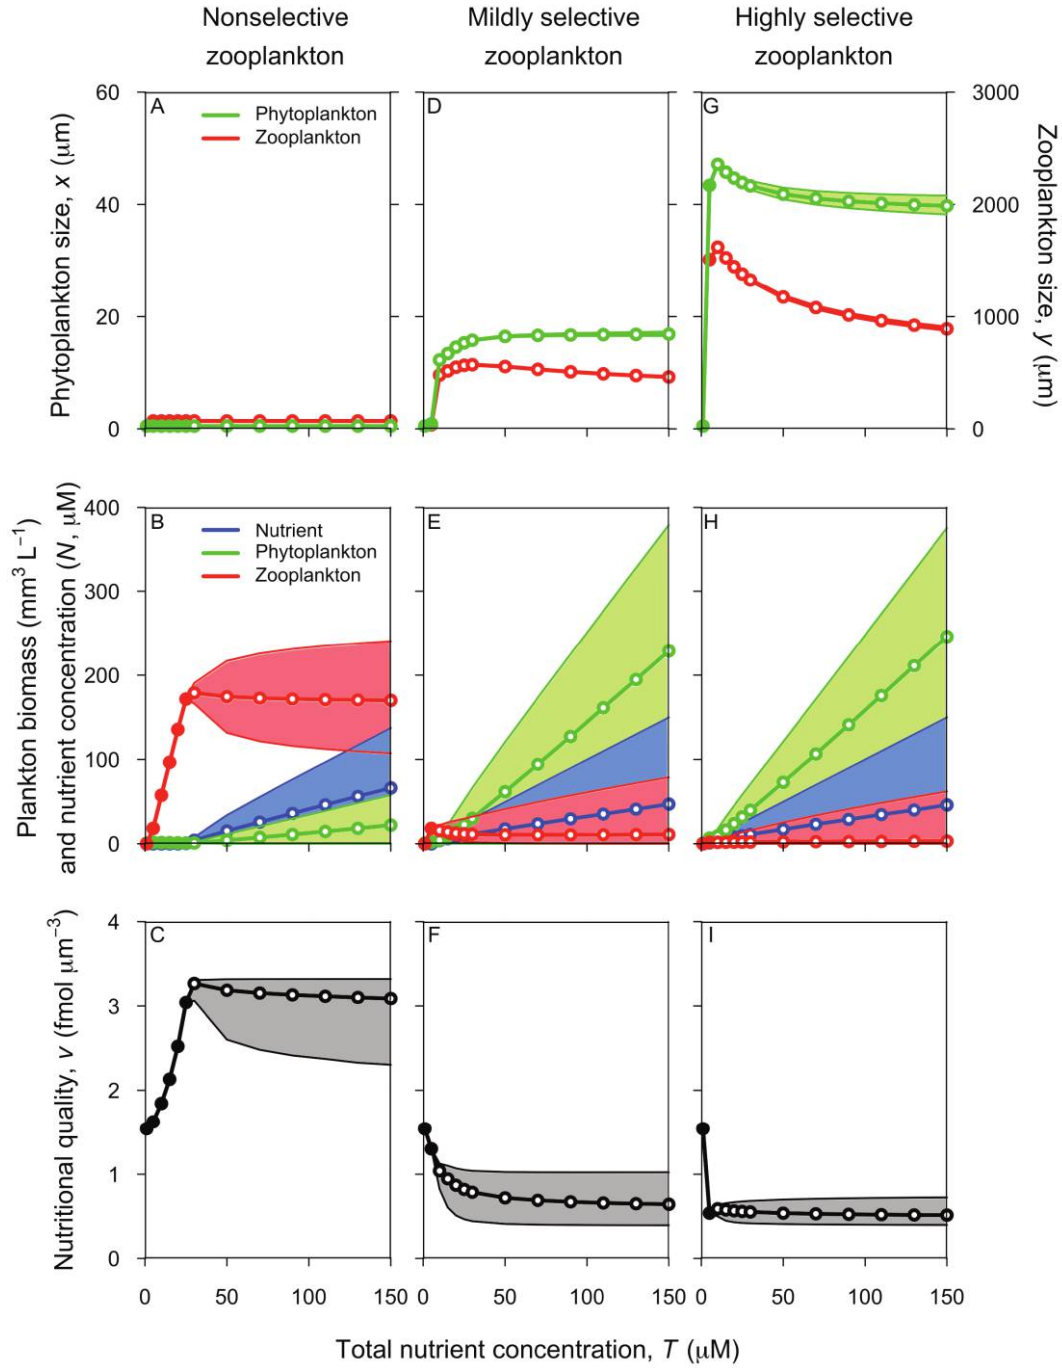 Nonselective
zooplankton
Mildly selective
zooplankton
Highly selective
zooplankton
Phytoplankton size, x (μm)
60
40
20
0
A
Phytoplankton
Zooplankton
D
G
3000
2000
1000
0
Zooplankton size, y (μm)
Plankton biomass (mm³ L⁻¹)
and nutrient concentration (N, μM)
400
300
200
100
0
B
Nutrient
Phytoplankton
Zooplankton
E
H
Nutritional quality, v (fmol μm⁻³)
4
3
2
1
0
C
F
I
0 50 100 150 0 50 100 150 0 50 100 150
Total nutrient concentration, T (μM)